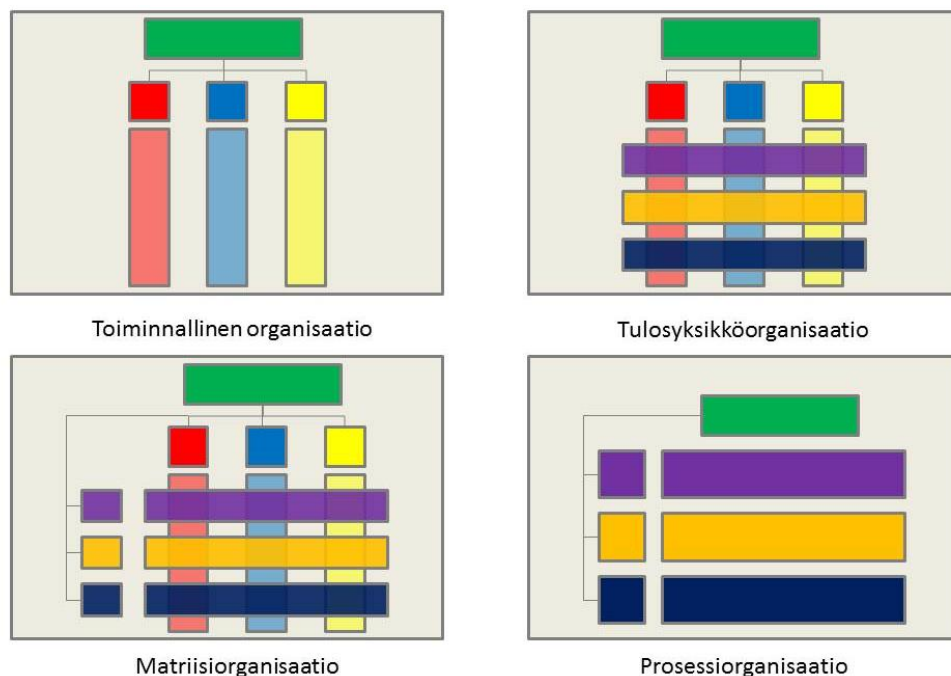 Toiminnallinen organisaatio
Tulosyksikköorganisaatio
Matriisiorganisaatio
Prosessiorganisaatio